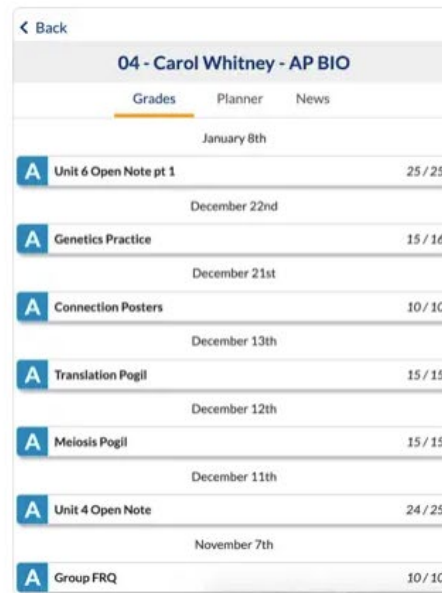 Back
04 - Carol Whitney - AP BIO
Grades Planner News
January 8th
A Unit 6 Open Note pt 1 25 / 25
December 22nd
A Genetics Practice 15 / 16
December 21st
A Connection Posters 10 / 10
December 13th
A Translation Pogil 15 / 15
December 12th
A Meiosis Pogil 15 / 15
December 11th
A Unit 4 Open Note 24 / 25
November 7th
A Group FRQ 10 / 10